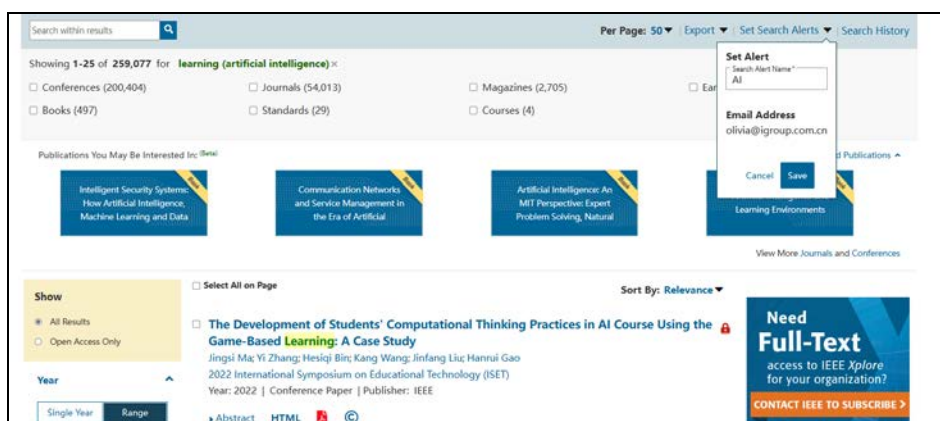 Search within results
Per Page: 50 | Export | Set Search Alerts | Search History
Showing 1-25 of 259,077 for learning (artificial intelligence) ×
Set Alert
Search Alert Name*
AI
Conferences (200,404)
Journals (54,013)
Magazines (2,705)
Books (497)
Standards (29)
Courses (4)
Email Address
olivia@igroup.com.cn
Cancel
Save
Publications You May Be Interested In: (Beta)
Publications
Intelligent Security Systems:
How Artificial Intelligence,
Machine Learning and Data
Book
Communication Networks
and Service Management in
the Era of Artificial
Book
Artificial Intelligence: An
MIT Perspective: Expert
Problem Solving, Natural
Book
Learning Environments
View More Journals and Conferences
Select All on Page
Sort By: Relevance
Show
All Results
Open Access Only
Year
Single Year
Range
The Development of Students' Computational Thinking Practices in AI Course Using the
Game-Based Learning: A Case Study
Jingsi Ma; Yi Zhang; Hesiqi Bin; Kang Wang; Jinfang Liu; Hanrui Gao
2022 International Symposium on Educational Technology (ISET)
Year: 2022 | Conference Paper | Publisher: IEEE
Abstract
HTML
Need
Full-Text
access to IEEE Xplore
for your organization?
CONTACT IEEE TO SUBSCRIBE >